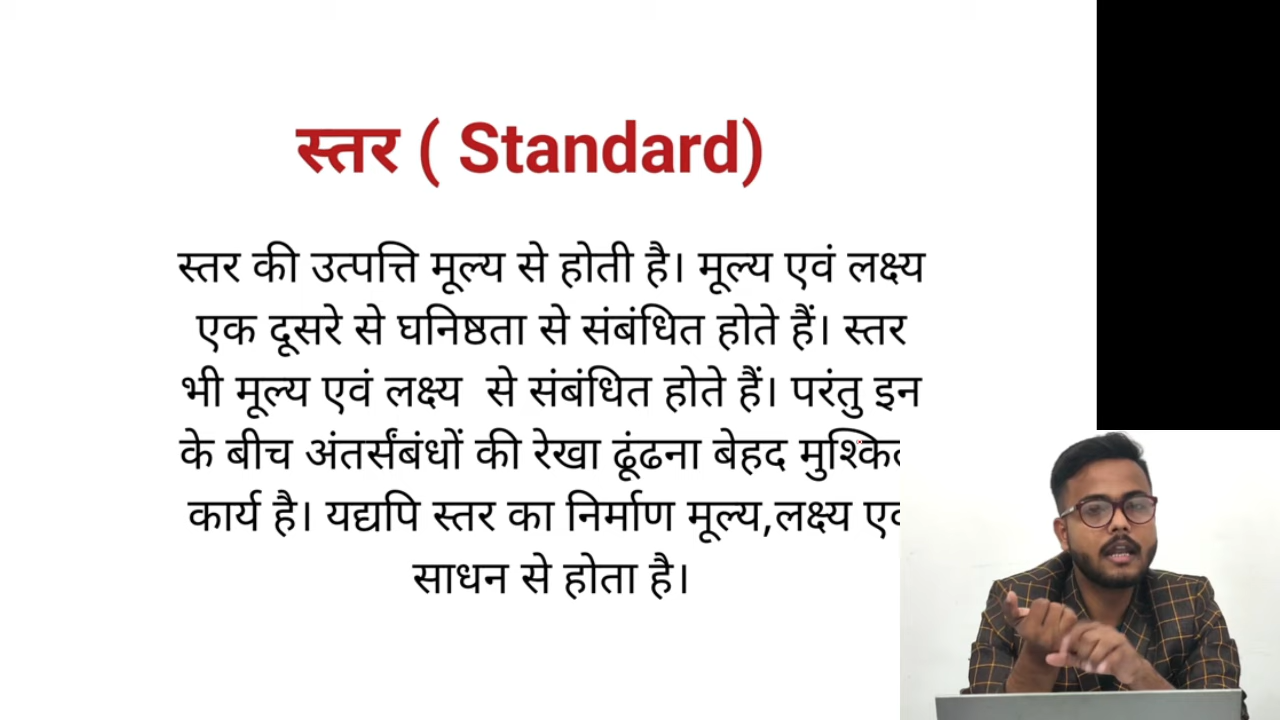 स्तर ( Standard)
स्तर की उत्पत्ति मूल्य से होती है। मूल्य एवं लक्ष्य
एक दूसरे से घनिष्ठता से संबंधित होते हैं। स्तर
भी मूल्य एवं लक्ष्य से संबंधित होते हैं। परंतु इन
के बीच अंतर्संबंधों की रेखा ढूंढना बेहद
कार्य है। यद्यपि स्तर का निर्माण मूल्य,लक्ष्य
साधन से होता है।